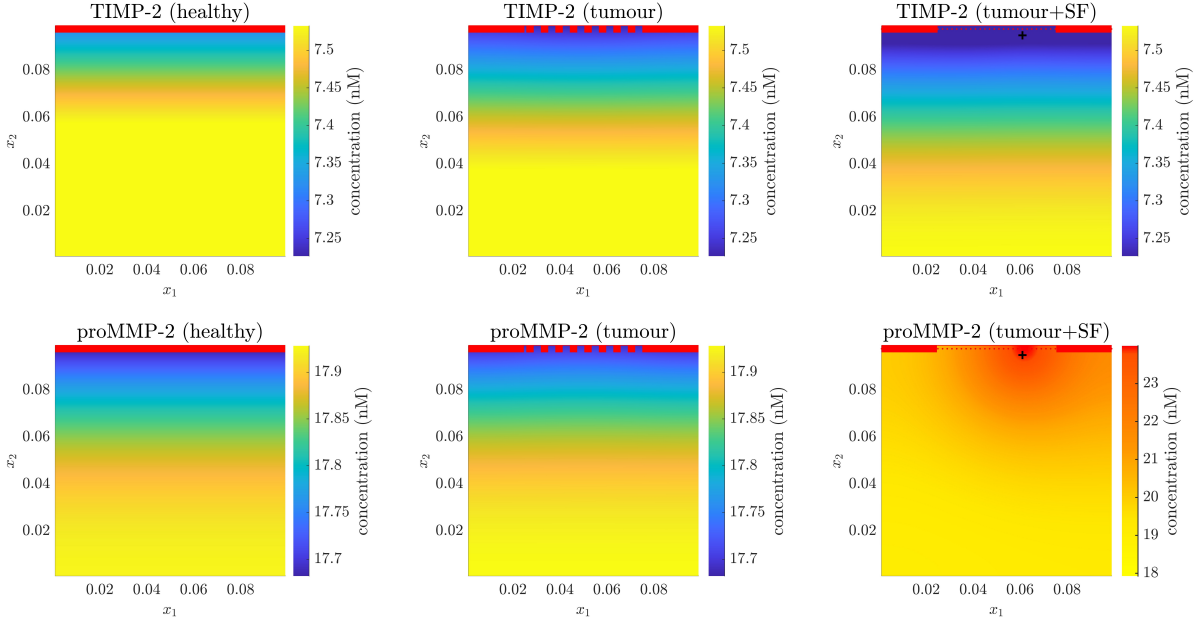 TIMP-2 (healthy)
0.08
0.06
0.04
0.02
x2
0.02 0.04 0.06 0.08
x1
7.5
7.45
7.4
7.35
7.3
7.25
concentration (nM)
TIMP-2 (tumour)
0.08
0.06
0.04
0.02
x2
0.02 0.04 0.06 0.08
x1
7.5
7.45
7.4
7.35
7.3
7.25
concentration (nM)
TIMP-2 (tumour+SF)
0.08
0.06
0.04
0.02
x2
0.02 0.04 0.06 0.08
x1
7.5
7.45
7.4
7.35
7.3
7.25
concentration (nM)
proMMP-2 (healthy)
0.08
0.06
0.04
0.02
x2
0.02 0.04 0.06 0.08
x1
17.9
17.85
17.8
17.75
17.7
concentration (nM)
proMMP-2 (tumour)
0.08
0.06
0.04
0.02
x2
0.02 0.04 0.06 0.08
x1
17.9
17.85
17.8
17.75
17.7
concentration (nM)
proMMP-2 (tumour+SF)
0.08
0.06
0.04
0.02
x2
0.02 0.04 0.06 0.08
x1
23
22
21
20
19
18
concentration (nM)